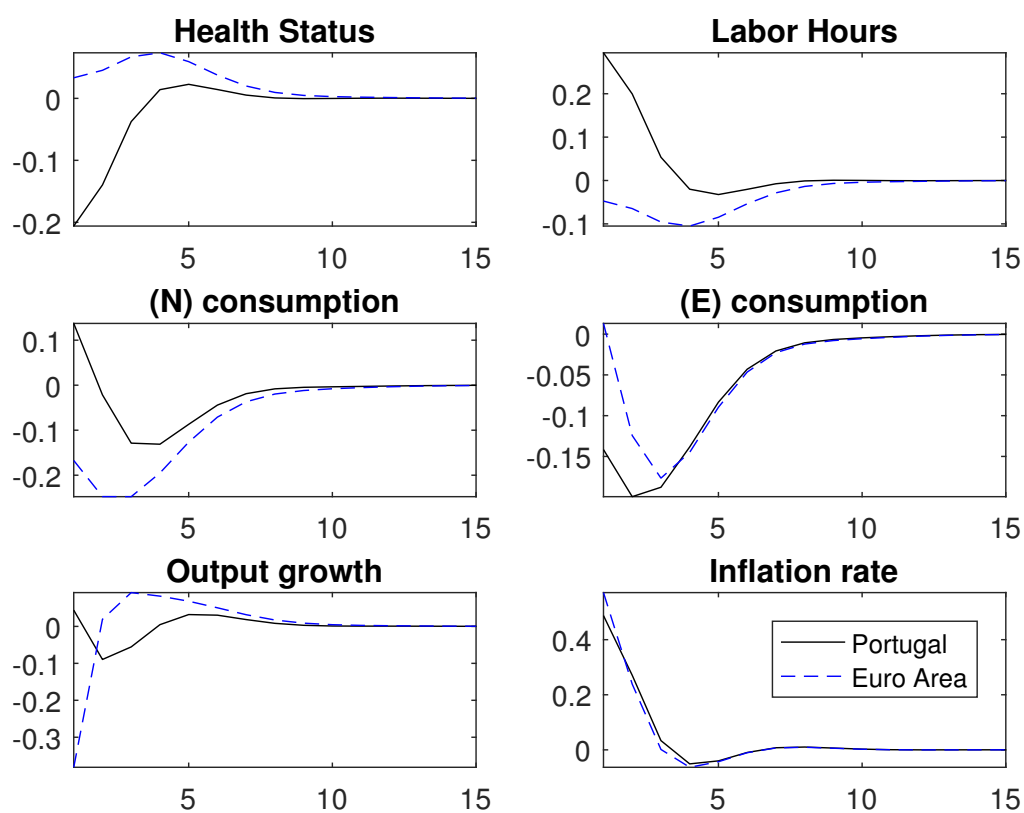 Health Status
0
-0.1
-0.2
5 10 15
Labor Hours
0.2
0.1
0
-0.1
5 10 15
(N) consumption
0.1
0
-0.1
-0.2
5 10 15
(E) consumption
0
-0.05
-0.1
-0.15
5 10 15
Output growth
0
-0.1
-0.2
-0.3
5 10 15
Inflation rate
0.4
0.2
0
5 10 15
Portugal
Euro Area